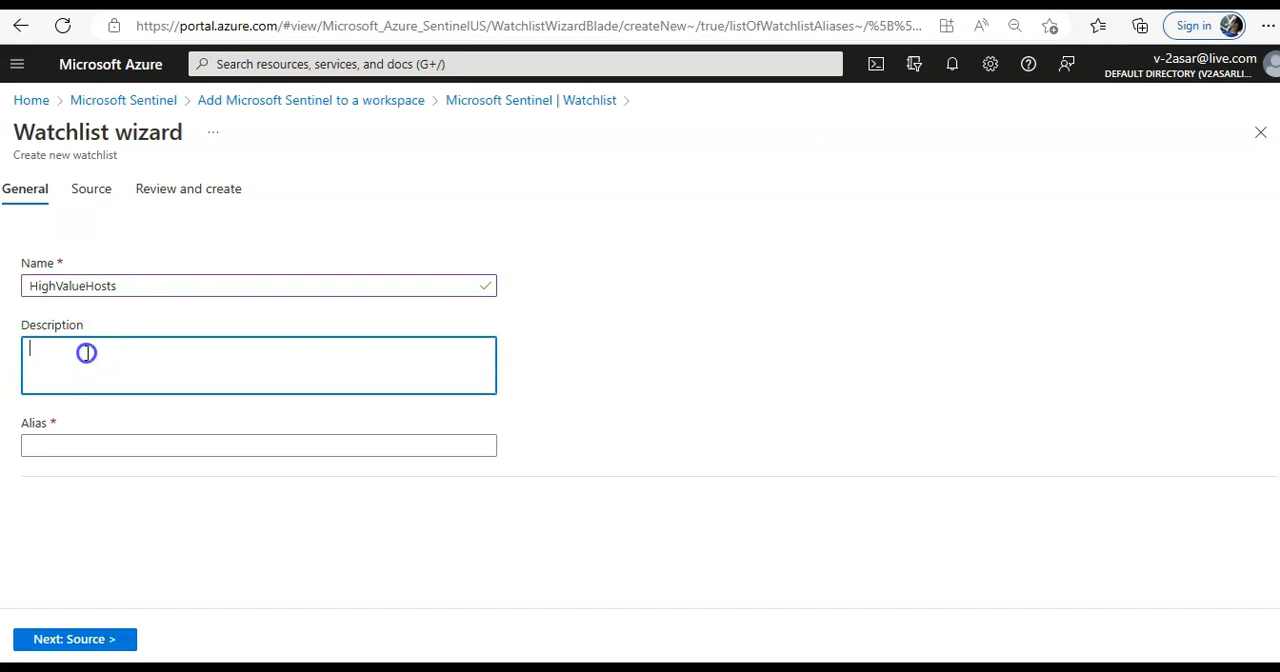 https://portal.azure.com/#view/Microsoft_Azure_SentinelUS/WatchlistWizardBlade/createNew~/true/listOfWatchlistAliases~/%5B%5...
Sign in
Microsoft Azure
Search resources, services, and docs (G+/)
v-2asar@live.com
DEFAULT DIRECTORY (V2ASARLI...
Home > Microsoft Sentinel > Add Microsoft Sentinel to a workspace > Microsoft Sentinel | Watchlist >
Watchlist wizard ...
Create new watchlist
General Source Review and create
Name *
HighValueHosts
Description
Alias *
Next: Source >